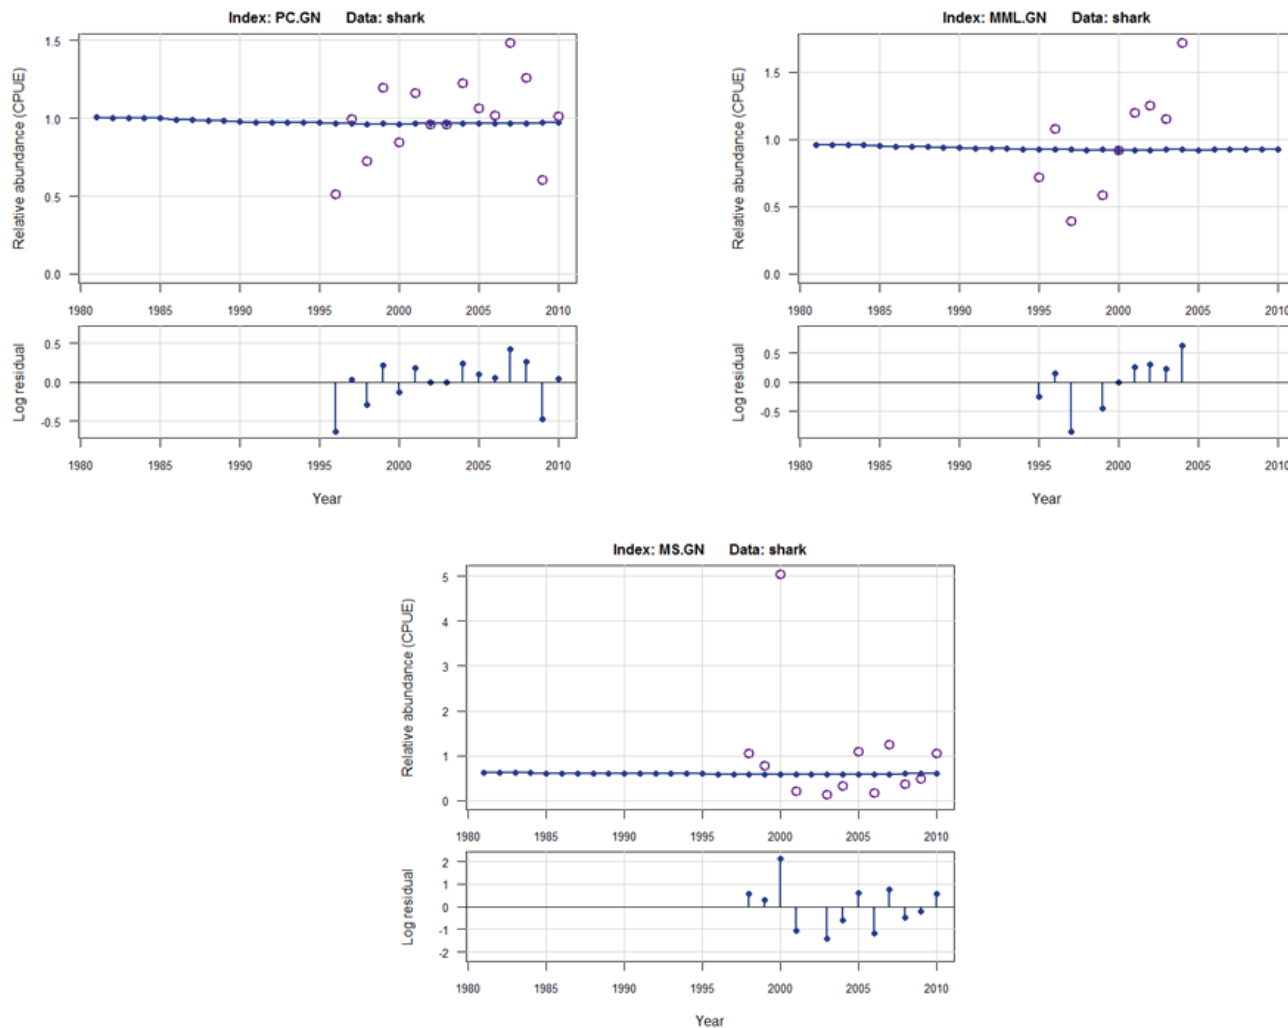 Index: PC.GN Data: shark
Relative abundance (CPUE)
1.5
1.0
0.5
0.0
1980 1985 1990 1995 2000 2005 2010
Log residual
0.5
0.0
-0.5
1980 1985 1990 1995 2000 2005 2010
Year
Index: MML.GN Data: shark
Relative abundance (CPUE)
1.5
1.0
0.5
0.0
1980 1985 1990 1995 2000 2005 2010
Log residual
0.5
0.0
-0.5
1980 1985 1990 1995 2000 2005 2010
Year
Index: MS.GN Data: shark
Relative abundance (CPUE)
5
4
3
2
1
0
1980 1985 1990 1995 2000 2005 2010
Log residual
2
1
0
-1
-2
1980 1985 1990 1995 2000 2005 2010
Year